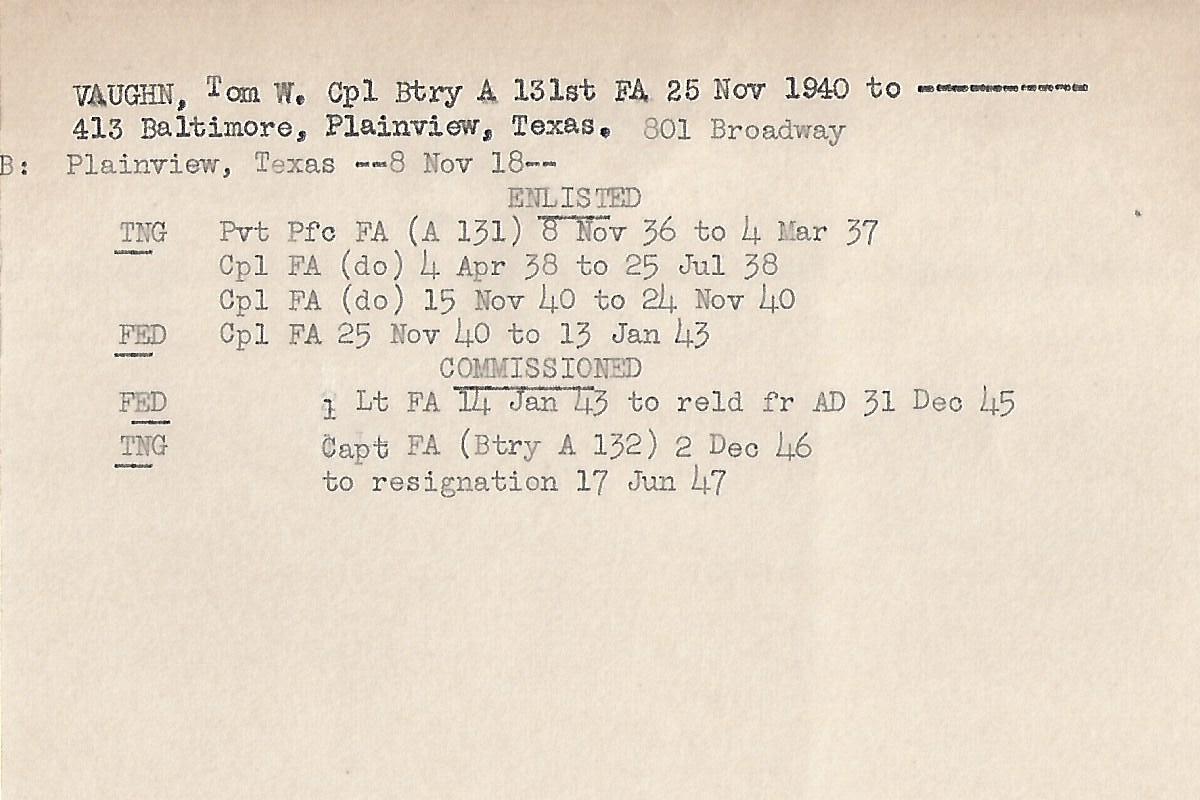 VAUGHN, Tom W. Cpl Btry A 131st FA 25 Nov 1940 to ----------
413 Baltimore, Plainview, Texas. 801 Broadway
B: Plainview, Texas --8 Nov 18--
ENLISTED
TNG Pvt Pfc FA (A 131) 8 Nov 36 to 4 Mar 37
Cpl FA (do) 4 Apr 38 to 25 Jul 38
Cpl FA (do) 15 Nov 40 to 24 Nov 40
FED Cpl FA 25 Nov 40 to 13 Jan 43
COMMISSIONED
FED 1 Lt FA 14 Jan 43 to reld fr AD 31 Dec 45
TNG Capt FA (Btry A 132) 2 Dec 46
to resignation 17 Jun 47